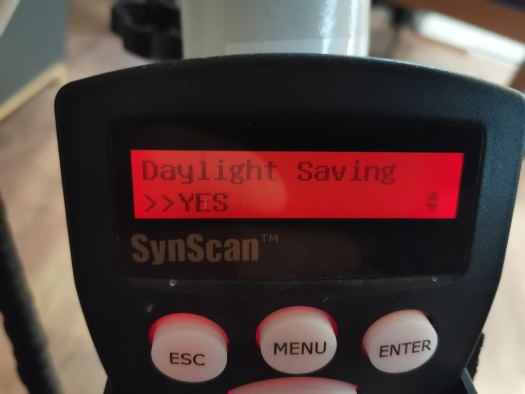 Daylight Saving
>>YES
SynScan™
ESC MENU ENTER